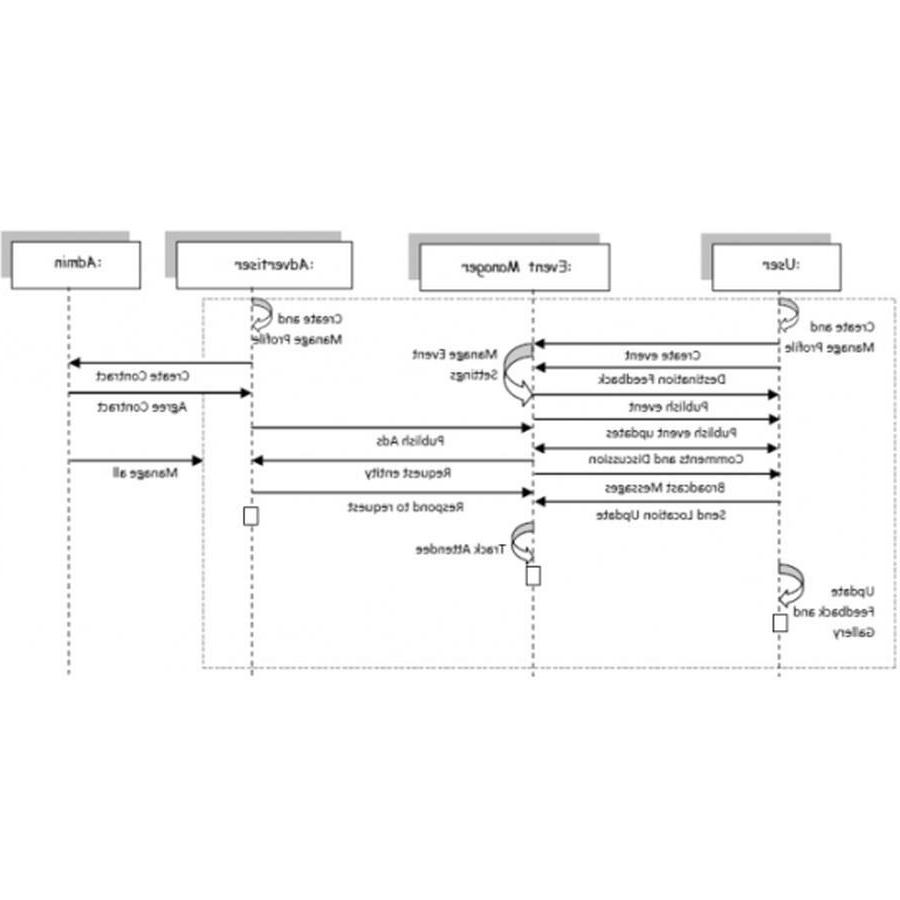 :User
:Event Manager
:Advertiser
:Admin
Create and
Manage Profile
Create and
Manage Profile
Create event
Manage Event
Settings
Create Contract
Destination Feedback
Publish event
Agree Contract
Publish event updates
Publish Ads
Comments and Discussion
Request entity
Manage all
Broadcast Messages
Respond to request
Send Location Update
Track Attendee
Update
Feedback and
Gallery